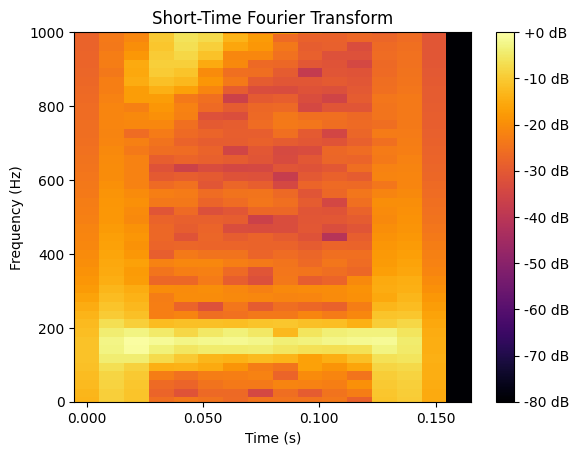 Short-Time Fourier Transform
1000
800
600
400
200
0
Frequency (Hz)
0.000
0.050
0.100
0.150
Time (s)
+0 dB
-10 dB
-20 dB
-30 dB
-40 dB
-50 dB
-60 dB
-70 dB
-80 dB